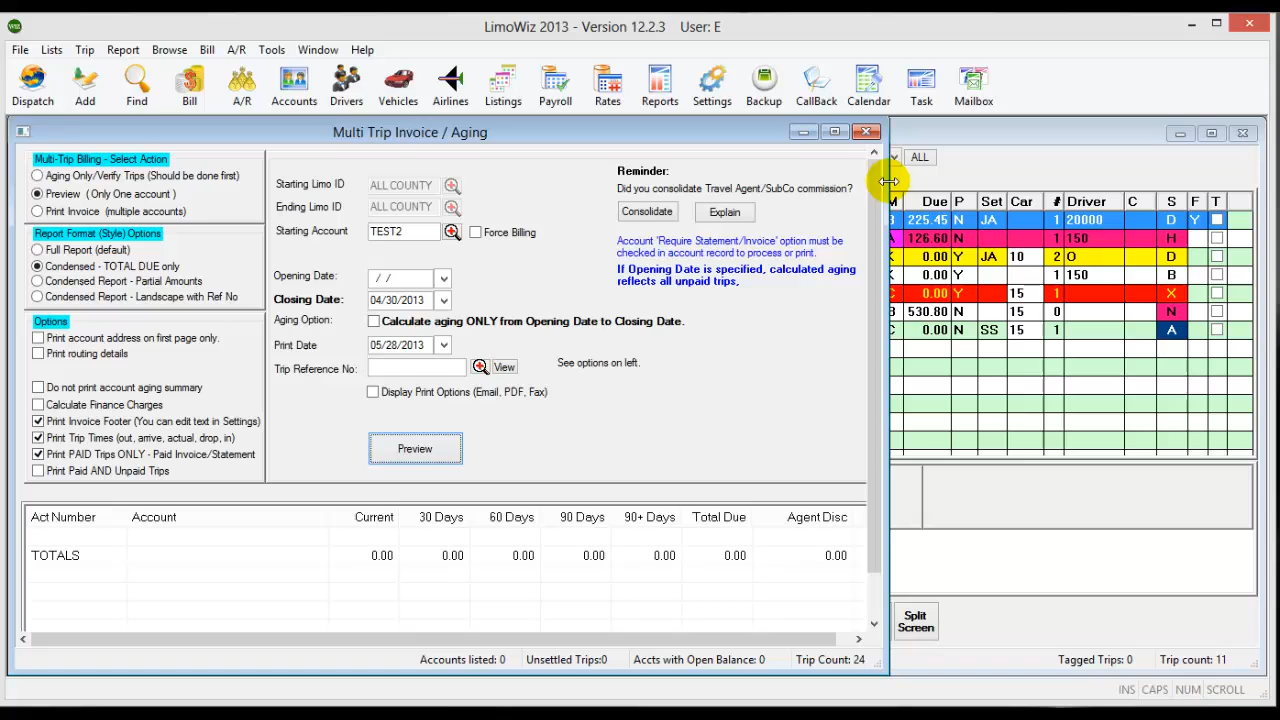 LimoWiz 2013 - Version 12.2.3    User: E
File Lists Trip Report Browse Bill A/R Tools Window Help
Dispatch Add Find Bill A/R Accounts Drivers Vehicles Airlines Listings Payroll Rates Reports Settings Backup CallBack Calendar Task Mailbox
Multi Trip Invoice / Aging
Multi-Trip Billing - Select Action
Aging Only/Verify Trips (Should be done first)
Preview ( Only One account )
Print Invoice (multiple accounts)
Report Format (Style) Options
Full Report (default)
Condensed - TOTAL DUE only
Condensed Report - Partial Amounts
Condensed Report - Landscape with Ref No
Options
Print account address on first page only.
Print routing details
Do not print account aging summary
Calculate Finance Charges
Print Invoice Footer (You can edit text in Settings)
Print Trip Times (out, arrive, actual, drop, in)
Print PAID Trips ONLY - Paid Invoice/Statement
Print Paid AND Unpaid Trips
Starting Limo ID ALL COUNTY
Ending Limo ID ALL COUNTY
Starting Account TEST2 Force Billing
Opening Date: / /
Closing Date: 04/30/2013
Aging Option: Calculate aging ONLY from Opening Date to Closing Date.
Print Date 05/28/2013
Trip Reference No: View See options on left.
Display Print Options (Email, PDF, Fax)
Preview
Reminder:
Did you consolidate Travel Agent/SubCo commission?
Consolidate Explain
Account 'Require Statement/Invoice' option must be
checked in account record to process or print.
If Opening Date is specified, calculated aging
reflects all unpaid trips,
Act Number Account Current 30 Days 60 Days 90 Days 90+ Days Total Due Agent Disc
TOTALS 0.00 0.00 0.00 0.00 0.00 0.00 0.00
Accounts listed: 0 Unsettled Trips:0 Accts with Open Balance: 0 Trip Count: 24
ALL
M Due P Set Car # Driver C S F T
B 225.45 N JA 1 20000 D Y
126.60 N 1 150 H
0.00 Y JA 10 2 O D
0.00 Y 1 150 B
C 0.00 Y 15 1 X
B 530.80 N 15 0 N
C 0.00 N SS 15 1 A
Split
Screen
Tagged Trips: 0 Trip count: 11
INS CAPS NUM SCROLL